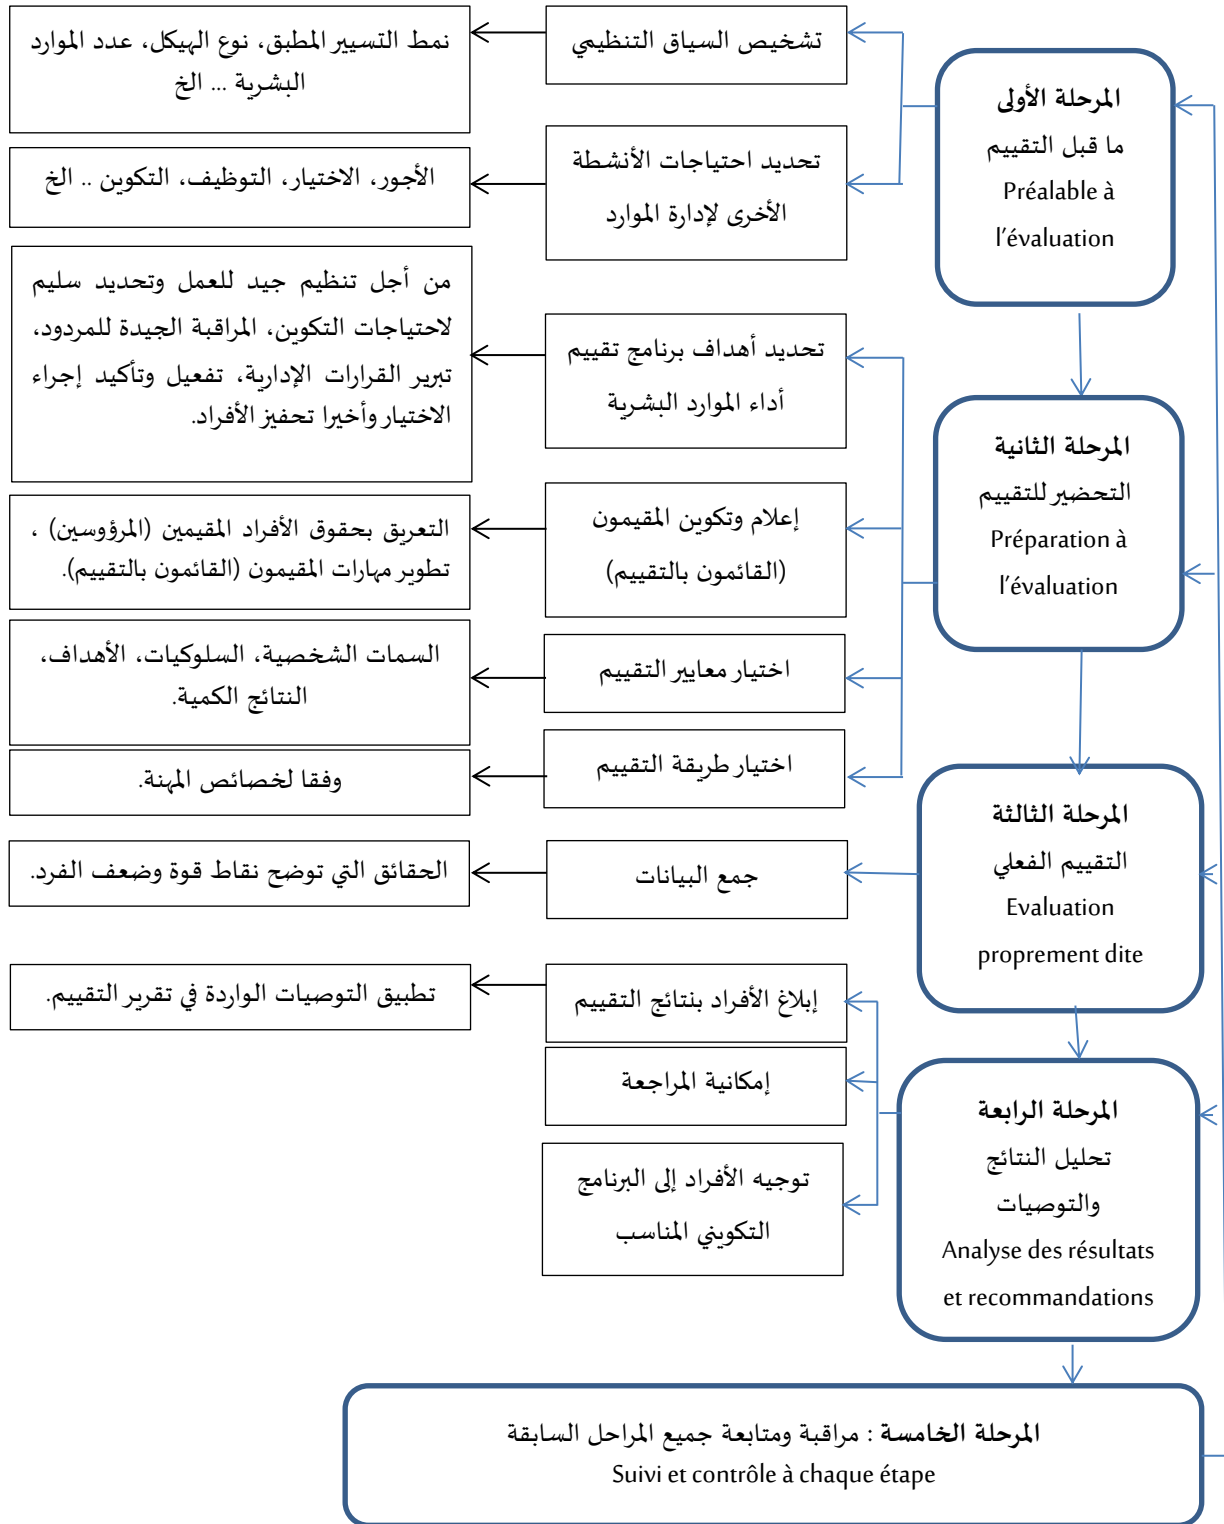 المرحلة الأولى
ما قبل التقييم
Préalable à
l'évaluation
تشخيص السياق التنظيمي
نمط التسيير المطبق، نوع الهيكل، عدد الموارد
البشرية ... الخ
تحديد احتياجات الأنشطة
الأخرى لإدارة الموارد
الأجور، الاختيار، التوظيف، التكوين .. الخ
المرحلة الثانية
التحضير للتقييم
Préparation à
l'évaluation
تحديد أهداف برنامج تقييم
أداء الموارد البشرية
من أجل تنظيم جيد للعمل وتحديد سليم
لاحتياجات التكوين، المراقبة الجيدة للمردود،
تبرير القرارات الإدارية، تفعيل وتأكيد إجراء
الاختيار وأخيرا تحفيز الأفراد.
إعلام وتكوين المقيمون
(القائمون بالتقييم)
التعريق بحقوق الأفراد المقيمين (المرؤوسين) ،
تطوير مهارات المقيمون (القائمون بالتقييم).
اختيار معايير التقييم
السمات الشخصية، السلوكيات، الأهداف،
النتائج الكمية.
اختيار طريقة التقييم
وفقا لخصائص المهنة.
المرحلة الثالثة
التقييم الفعلي
Evaluation
proprement dite
جمع البيانات
الحقائق التي توضح نقاط قوة وضعف الفرد.
المرحلة الرابعة
تحليل النتائج
والتوصيات
Analyse des résultats
et recommandations
إبلاغ الأفراد بنتائج التقييم
تطبيق التوصيات الواردة في تقرير التقييم.
إمكانية المراجعة
توجيه الأفراد إلى البرنامج
التكويني المناسب
المرحلة الخامسة : مراقبة ومتابعة جميع المراحل السابقة
Suivi et contrôle à chaque étape